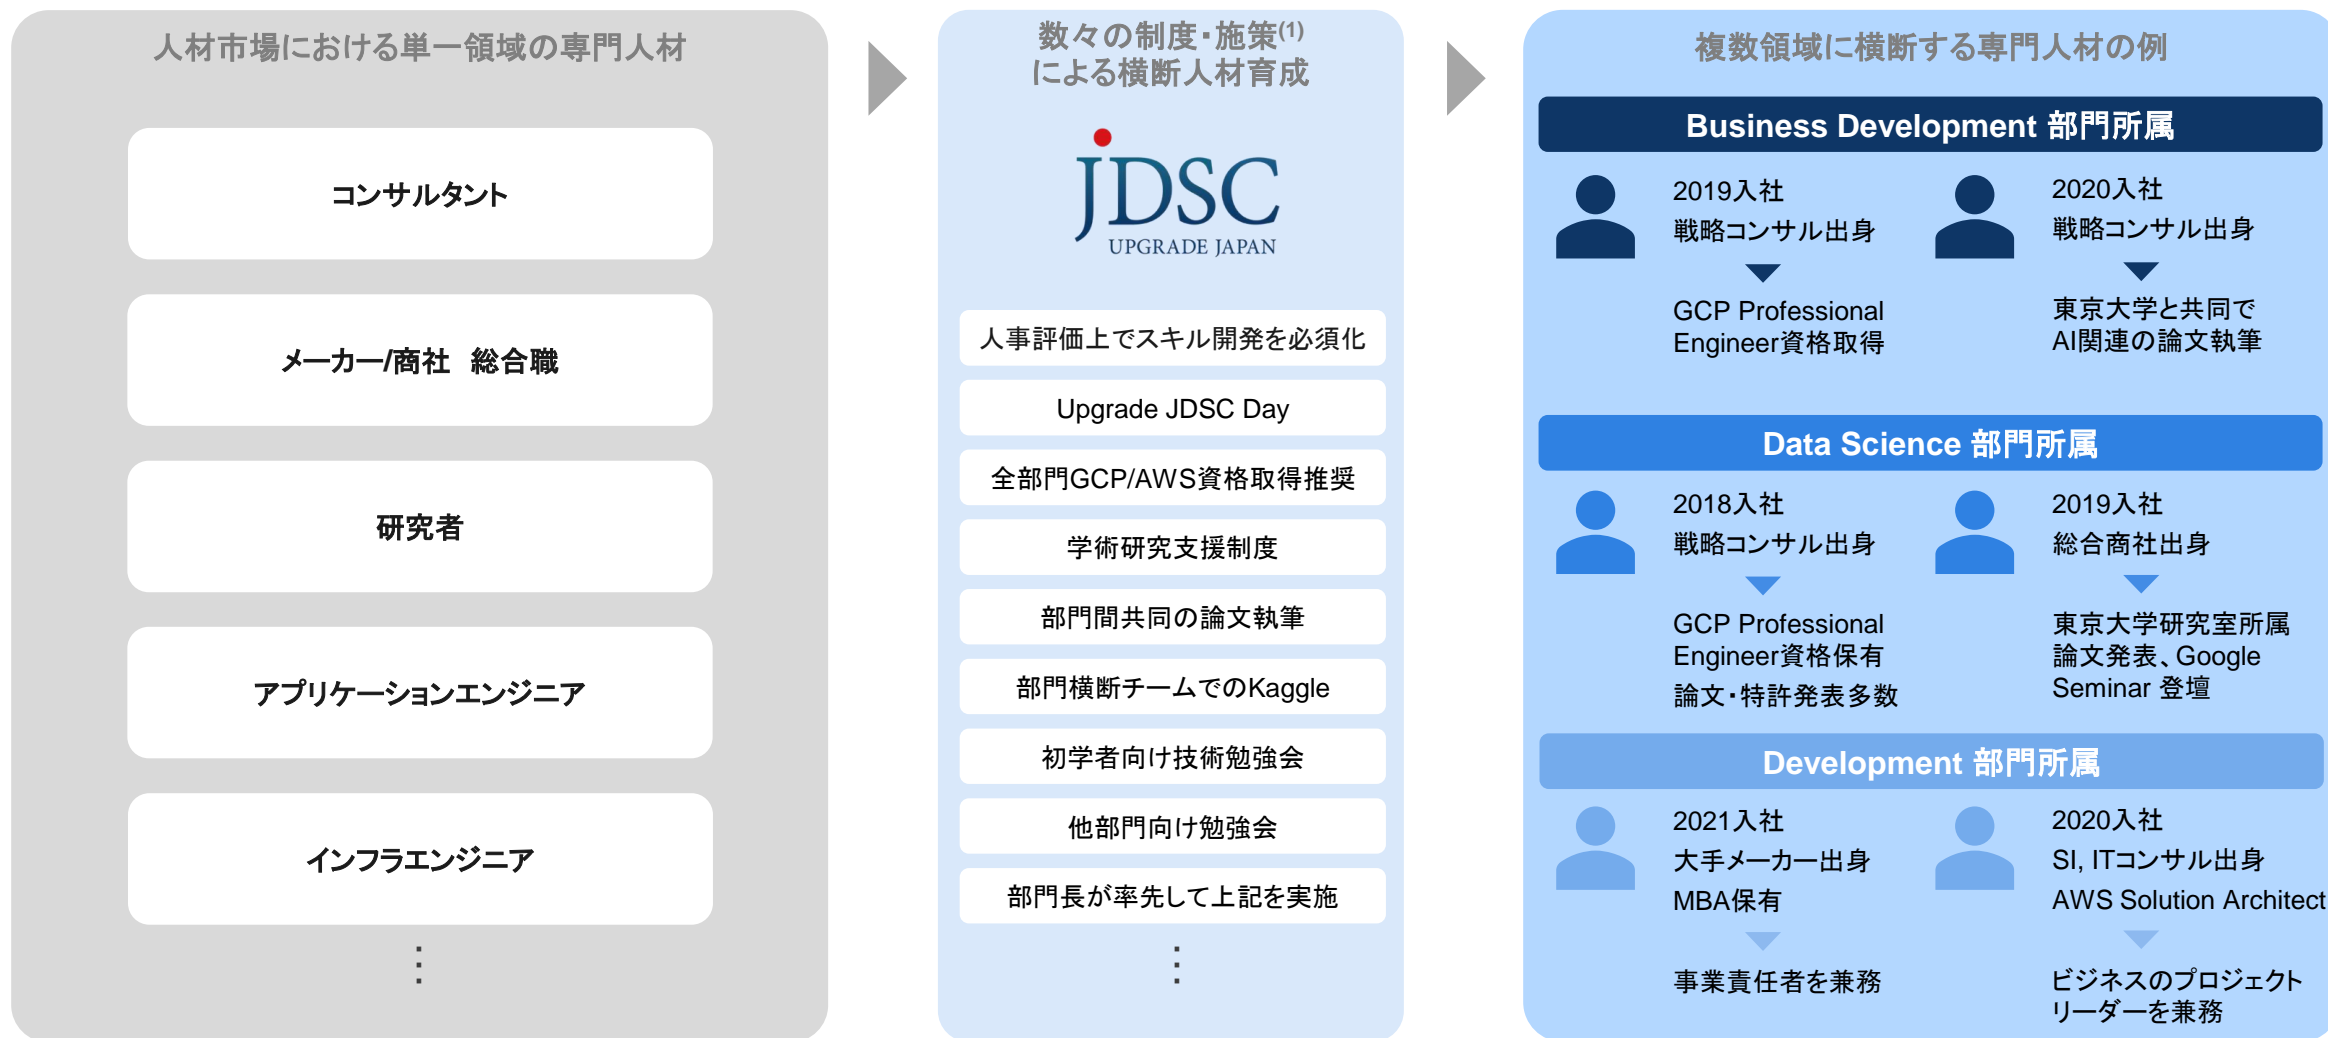 人材市場における単一領域の専門人材
コンサルタント
メーカー/商社　総合職
研究者
アプリケーションエンジニア
インフラエンジニア
⋮
数々の制度・施策(1)
による横断人材育成
JDSC
UPGRADE JAPAN
人事評価上でスキル開発を必須化
Upgrade JDSC Day
全部門GCP/AWS資格取得推奨
学術研究支援制度
部門間共同の論文執筆
部門横断チームでのKaggle
初学者向け技術勉強会
他部門向け勉強会
部門長が率先して上記を実施
⋮
複数領域に横断する専門人材の例
Business Development 部門所属
2019入社
戦略コンサル出身
GCP Professional
Engineer資格取得
2020入社
戦略コンサル出身
東京大学と共同で
AI関連の論文執筆
Data Science 部門所属
2018入社
戦略コンサル出身
GCP Professional
Engineer資格保有
論文・特許発表多数
2019入社
総合商社出身
東京大学研究室所属
論文発表、Google
Seminar 登壇
Development 部門所属
2021入社
大手メーカー出身
MBA保有
事業責任者を兼務
2020入社
SI, ITコンサル出身
AWS Solution Architect
ビジネスのプロジェクト
リーダーを兼務